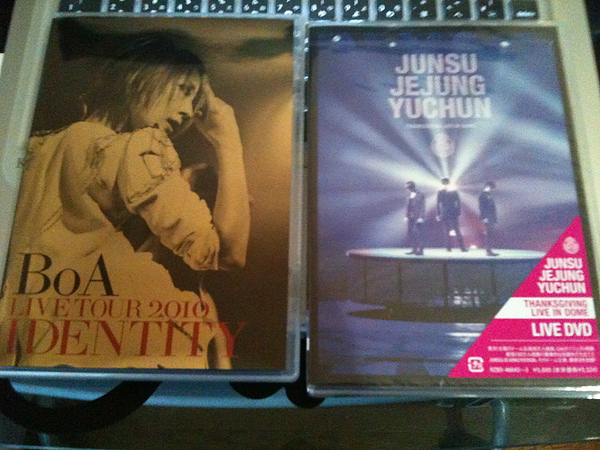 BoA
LIVE TOUR 2010
IDENTITY
JUNSU
JEJUNG
YUCHUN
JUNSU
JEJUNG
YUCHUN
THANKSGIVING
LIVE IN DOME
LIVE DVD